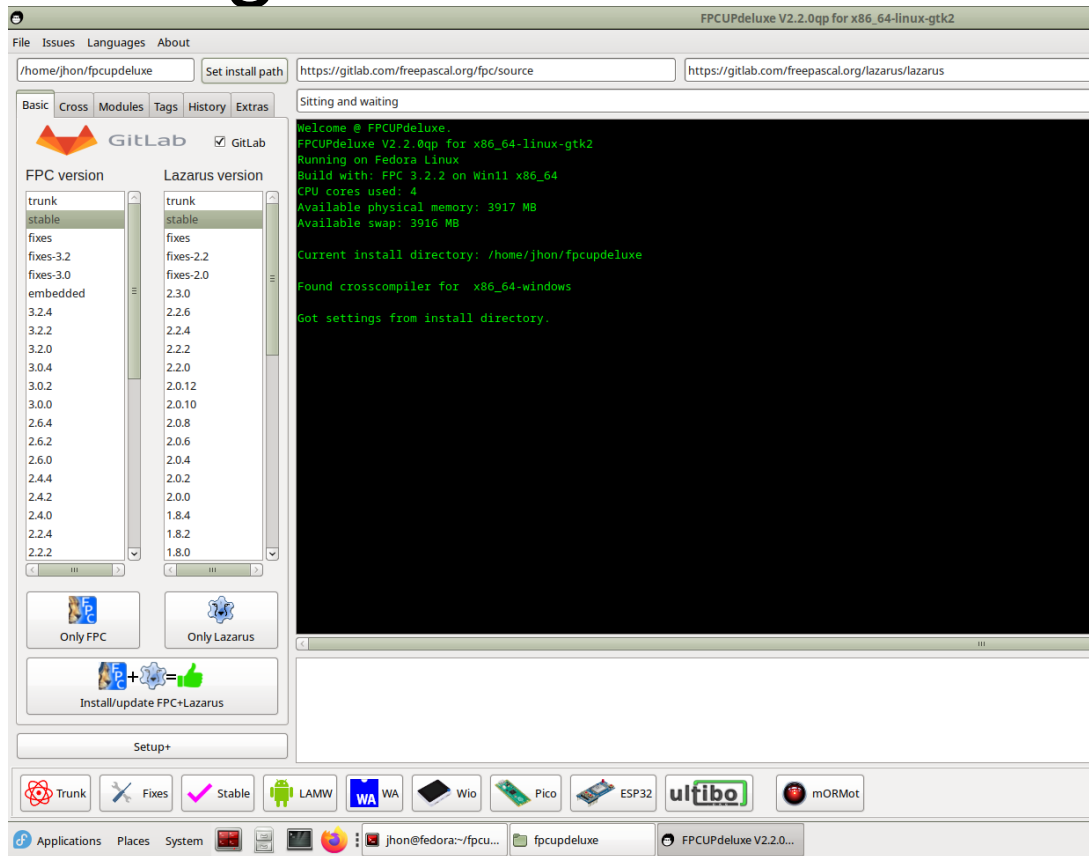 FPCUPdeluxe V2.2.0qp for x86_64-linux-gtk2
File Issues Languages About
/home/jhon/fpcupdeluxe Set install path https://gitlab.com/freepascal.org/fpc/source https://gitlab.com/freepascal.org/lazarus/lazarus
Basic Cross Modules Tags History Extras
Sitting and waiting
GitLab GitLab
FPC version Lazarus version
trunk trunk
stable stable
fixes fixes
fixes-3.2 fixes-2.2
fixes-3.0 fixes-2.0
embedded 2.3.0
3.2.4 2.2.6
3.2.2 2.2.4
3.2.0 2.2.2
3.0.4 2.2.0
3.0.2 2.0.12
3.0.0 2.0.10
2.6.4 2.0.8
2.6.2 2.0.6
2.6.0 2.0.4
2.4.4 2.0.2
2.4.2 2.0.0
2.4.0 1.8.4
2.2.4 1.8.2
2.2.2 1.8.0
Welcome @ FPCUPdeluxe.
FPCUPdeluxe V2.2.0qp for x86_64-linux-gtk2
Running on Fedora Linux
Build with: FPC 3.2.2 on Win11 x86_64
CPU cores used: 4
Available physical memory: 3917 MB
Available swap: 3916 MB
Current install directory: /home/jhon/fpcupdeluxe
Found crosscompiler for x86_64-windows
Got settings from install directory.
FPC
Only FPC Only Lazarus
FPC + =
Install/update FPC+Lazarus
Setup+
Trunk Fixes Stable LAMW WA WA Wio Pico ESP32 ultibo mORMot
Applications Places System jhon@fedora:~/fpcu... fpcupdeluxe FPCUPdeluxe V2.2.0...